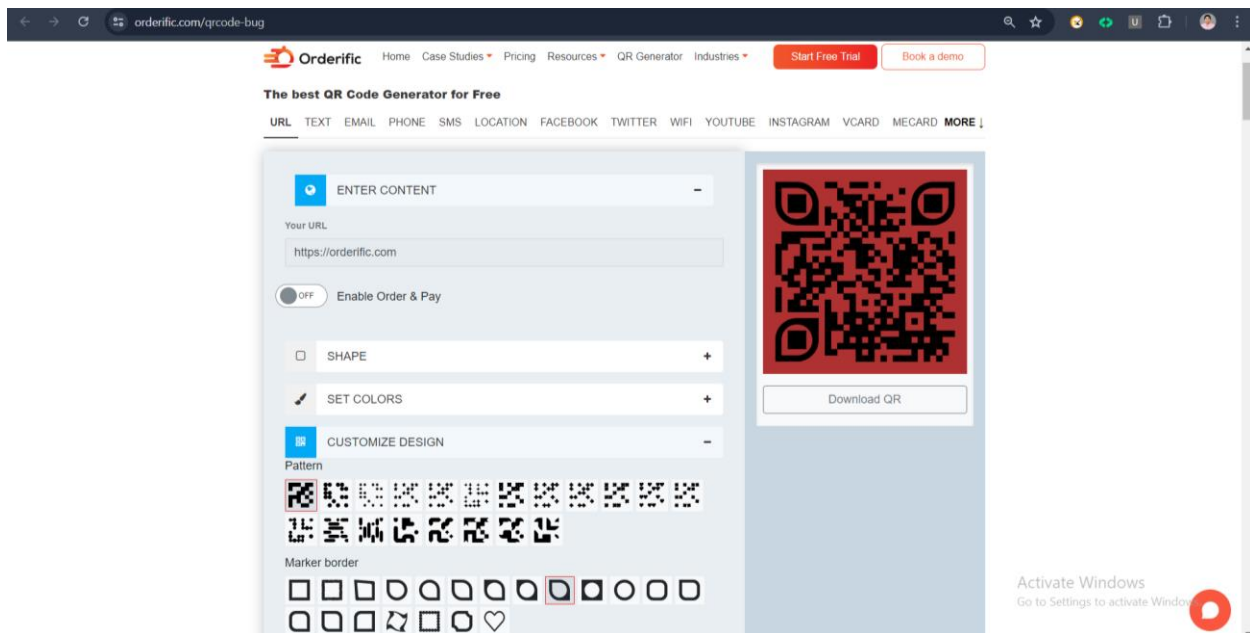 orderific.com/qrcode-bug
Orderific Home Case Studies Pricing Resources QR Generator Industries Start Free Trial Book a demo
The best QR Code Generator for Free
URL TEXT EMAIL PHONE SMS LOCATION FACEBOOK TWITTER WIFI YOUTUBE INSTAGRAM VCARD MECARD MORE ↓
ENTER CONTENT −
Your URL
https://orderific.com
OFF Enable Order & Pay
SHAPE +
SET COLORS + Download QR
CUSTOMIZE DESIGN −
Pattern
Marker border
Activate Windows
Go to Settings to activate Window